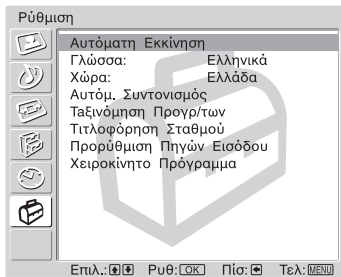 Ρύθμιση
Αυτόματη Εκκίνηση
Γλώσσα: Ελληνικά
Χώρα: Ελλάδα
Αυτόμ. Συντονισμός
Ταξινόμηση Προγρ/των
Τιτλοφόρηση Σταθμού
Προρύθμιση Πηγών Εισόδου
Χειροκίνητο Πρόγραμμα
Επιλ.: Ρυθ: OK Πίσ: Τελ: MENU